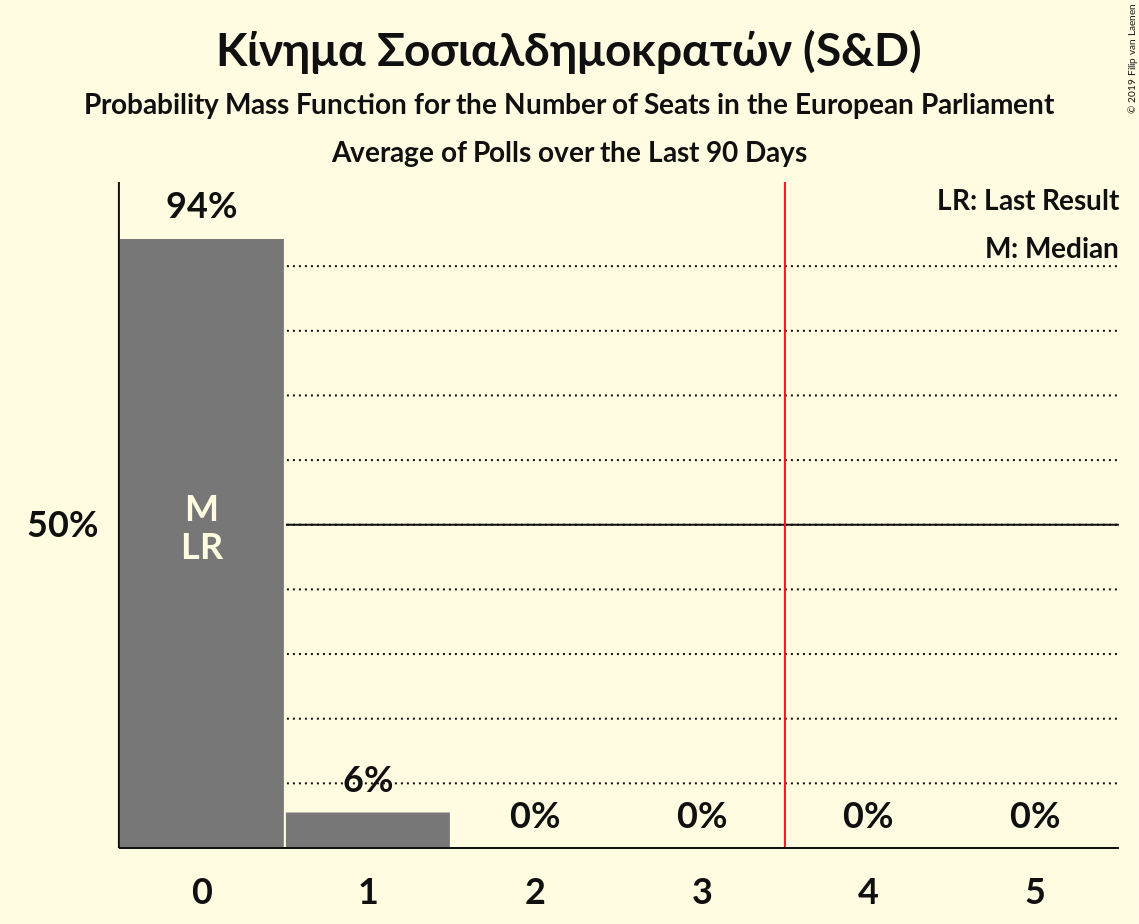 Κίνημα Σοσιαλδημοκρατών (S&D)
Probability Mass Function for the Number of Seats in the European Parliament
Average of Polls over the Last 90 Days
© 2019 Filip van Laenen
LR: Last Result
M: Median
94%
50%
M
LR
6%
0%
0%
0%
0%
0
1
2
3
4
5